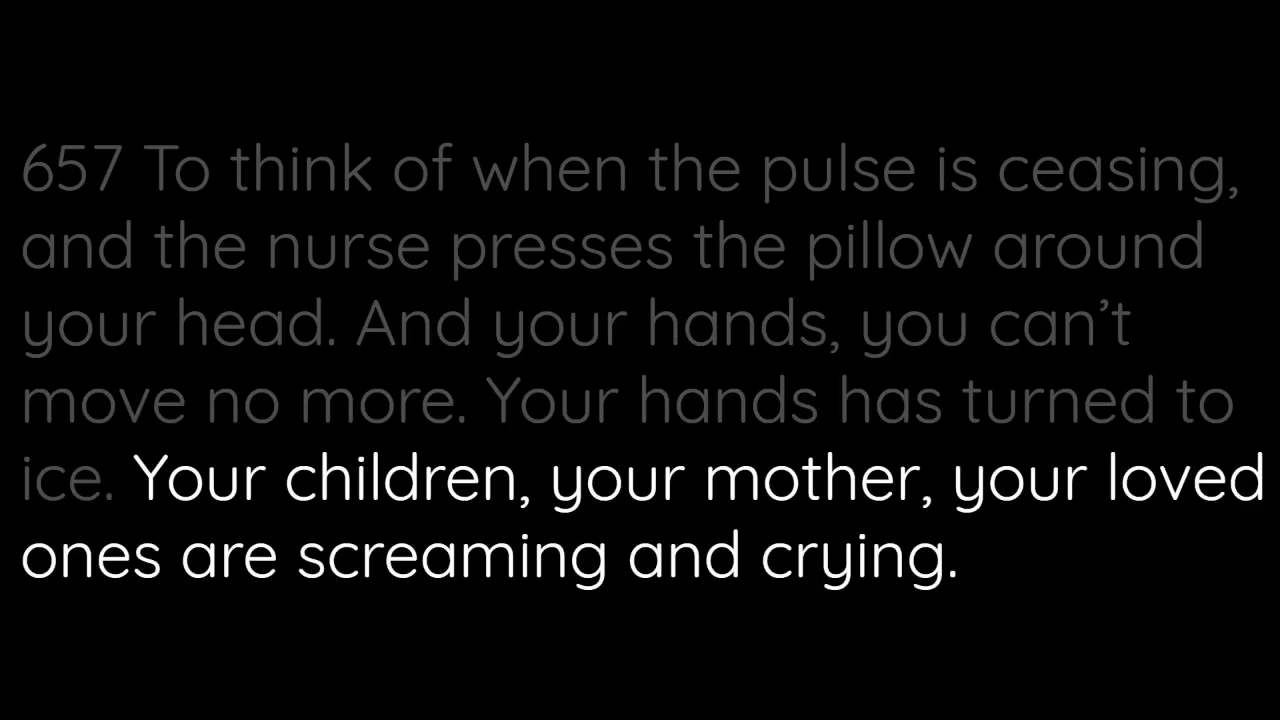 657 To think of when the pulse is ceasing,
and the nurse presses the pillow around
your head. And your hands, you can’t
move no more. Your hands has turned to
ice. Your children, your mother, your loved
ones are screaming and crying.